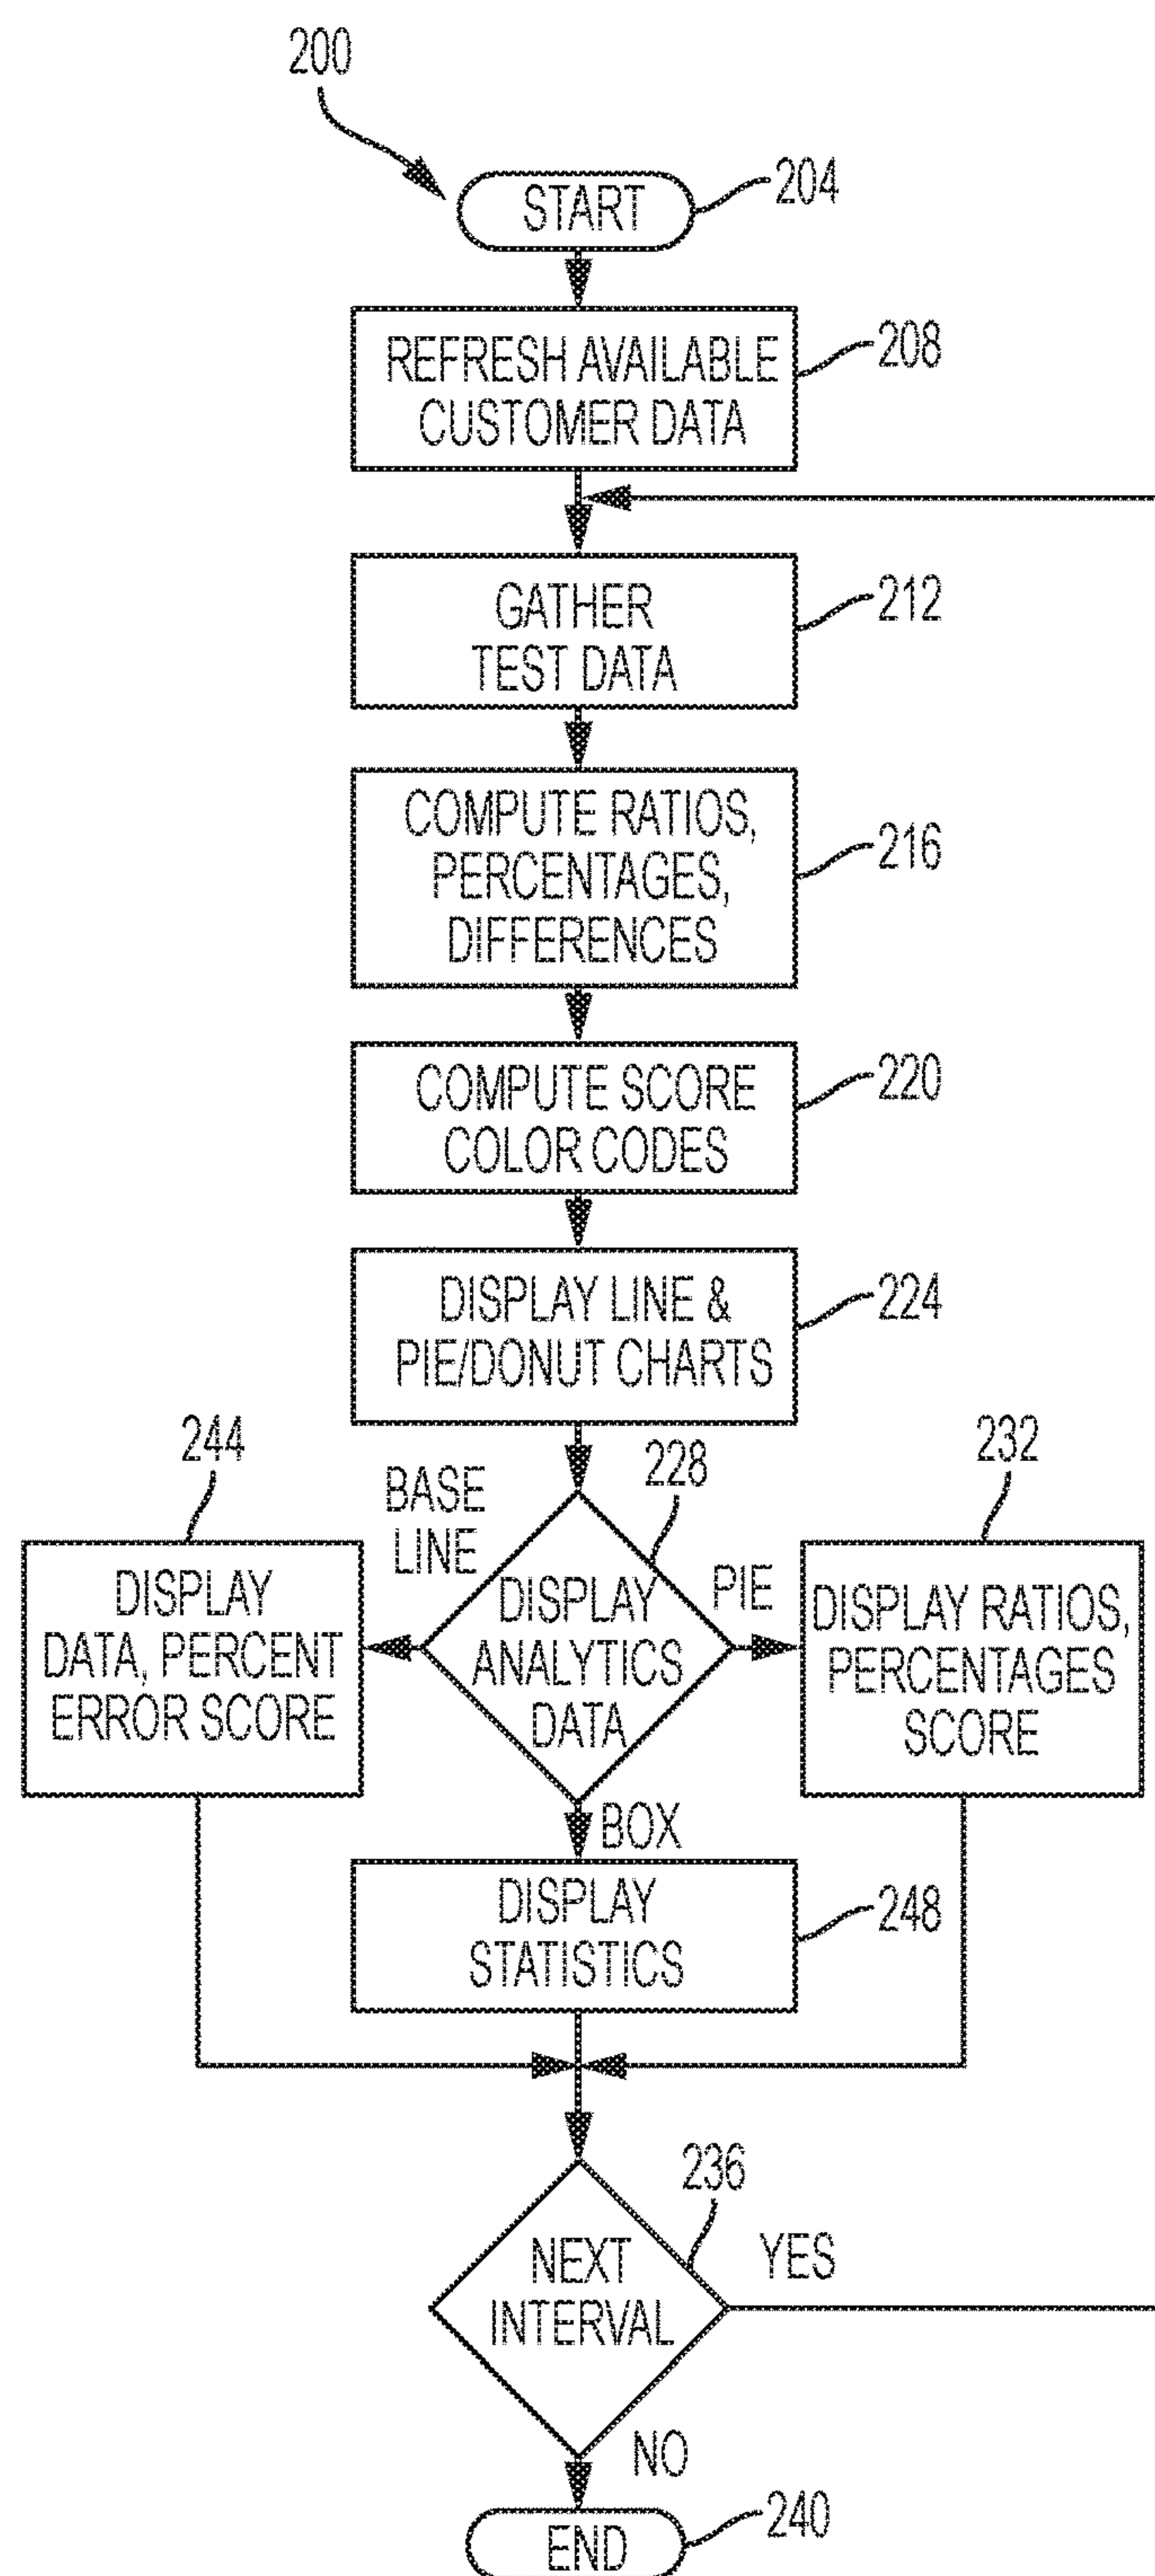 200
START
204
REFRESH AVAILABLE
CUSTOMER DATA
208
GATHER
TEST DATA
212
COMPUTE RATIOS,
PERCENTAGES,
DIFFERENCES
216
COMPUTE SCORE
COLOR CODES
220
DISPLAY LINE &
PIE/DONUT CHARTS
224
244
BASE
LINE
228
232
DISPLAY
DATA, PERCENT
ERROR SCORE
DISPLAY
ANALYTICS
DATA
PIE
DISPLAY RATIOS,
PERCENTAGES
SCORE
BOX
DISPLAY
STATISTICS
248
236
NEXT
INTERVAL
YES
NO
END
240